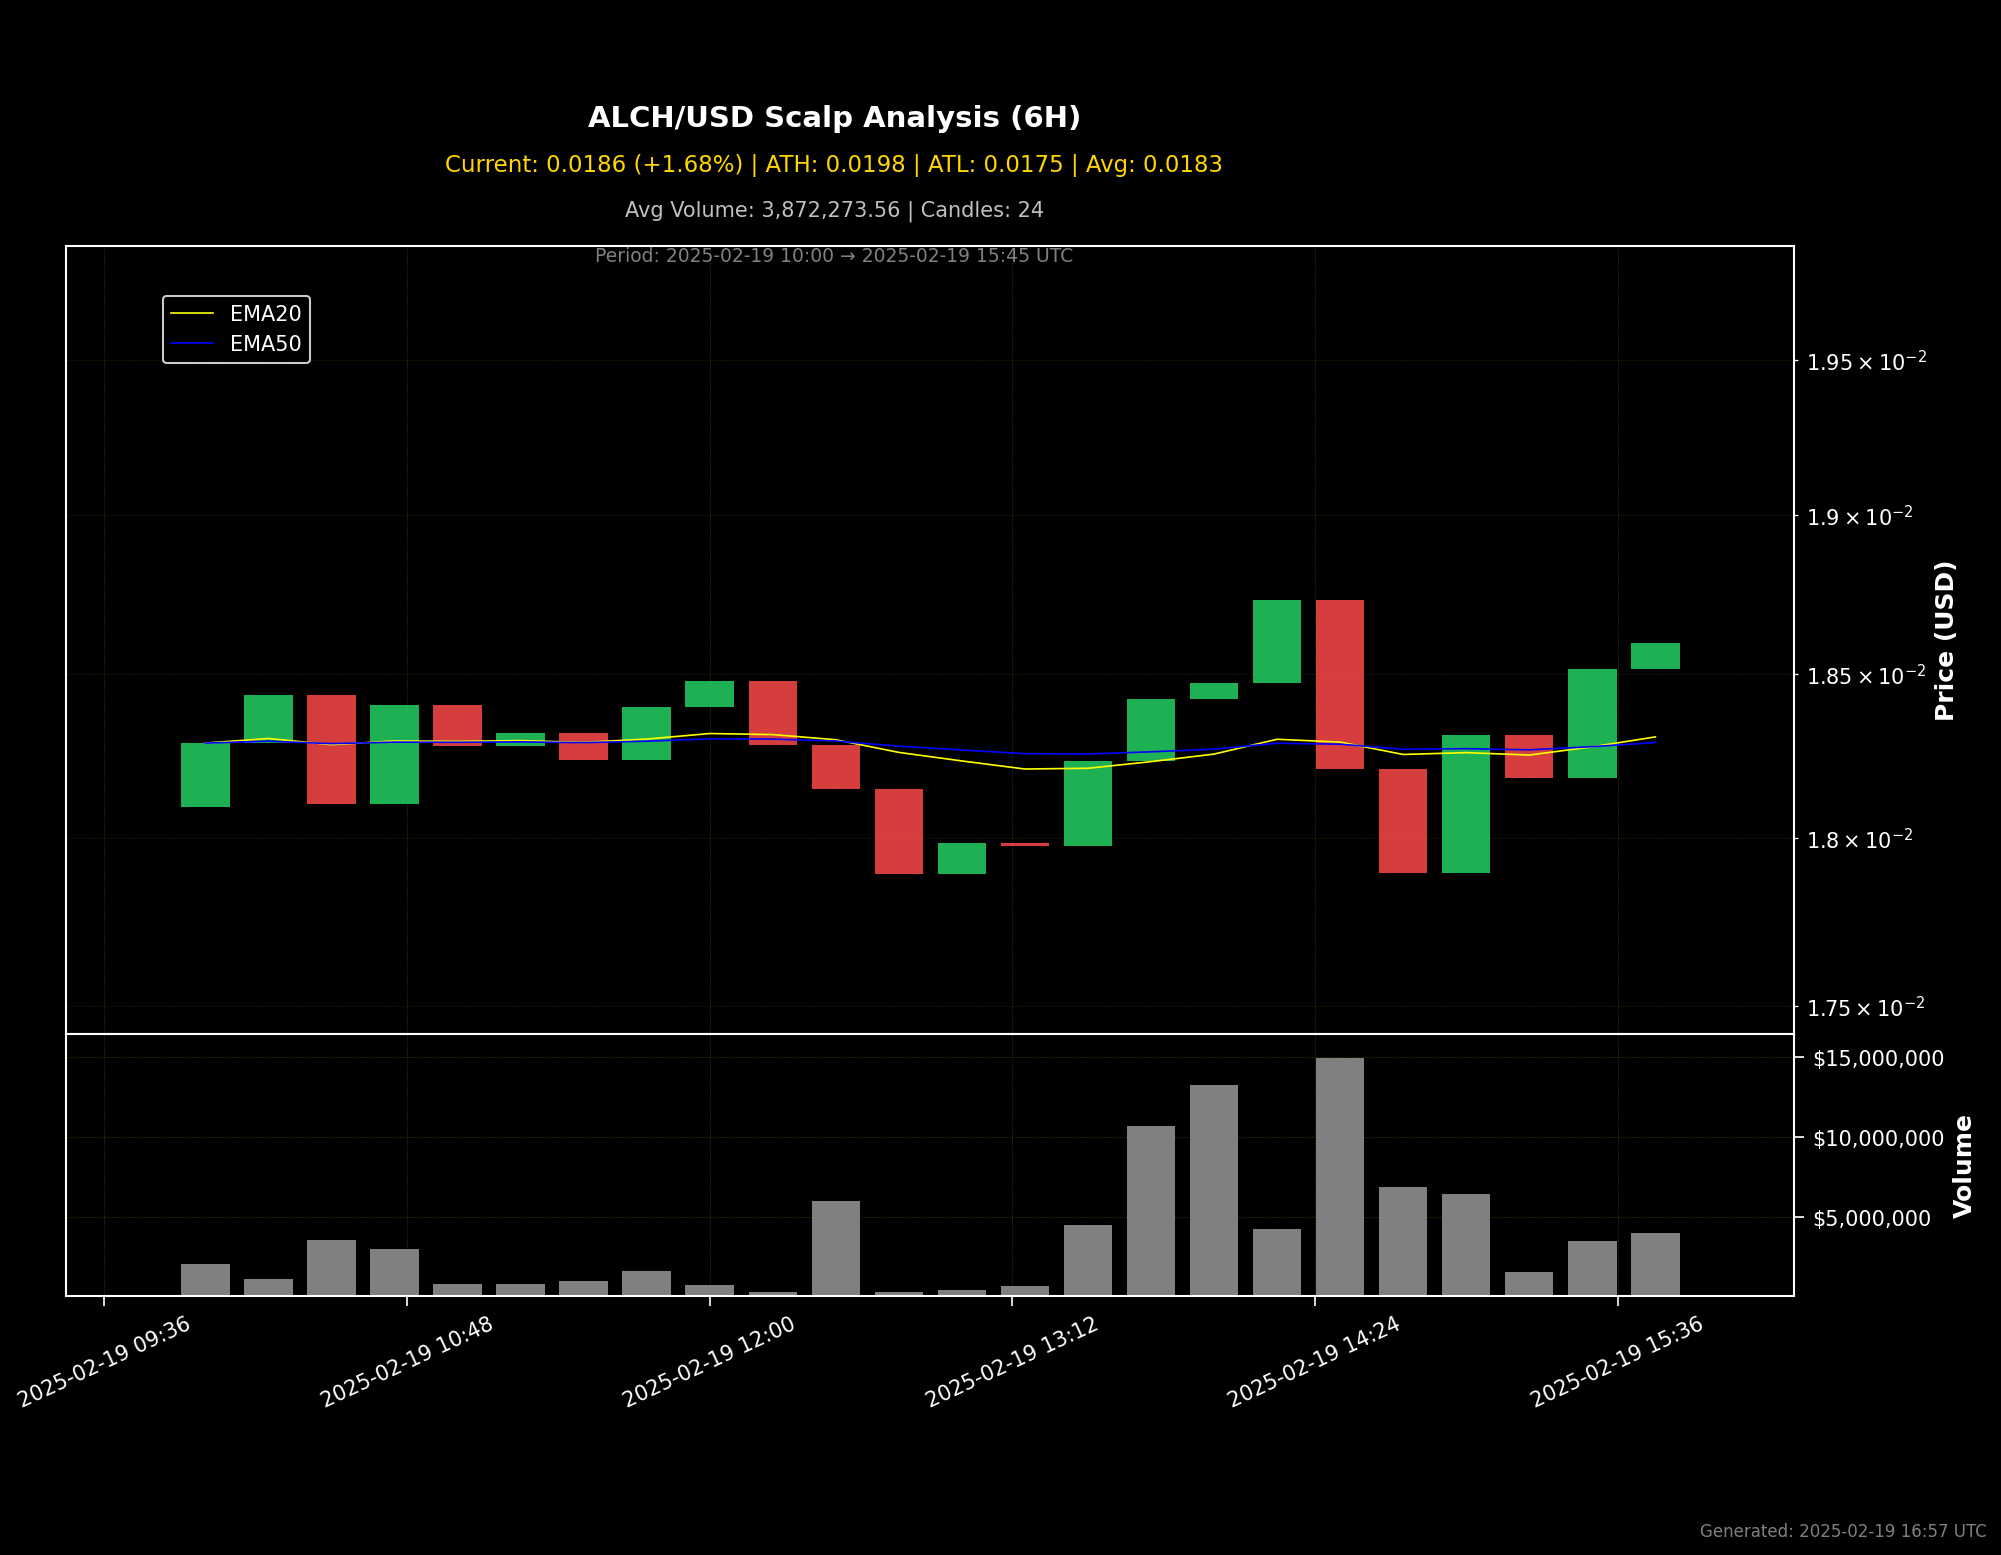 ALCH/USD Scalp Analysis (6H)
Current: 0.0186 (+1.68%) | ATH: 0.0198 | ATL: 0.0175 | Avg: 0.0183
Avg Volume: 3,872,273.56 | Candles: 24
Period: 2025-02-19 10:00 → 2025-02-19 15:45 UTC
EMA20
EMA50
1.95 × 10⁻²
1.9 × 10⁻²
1.85 × 10⁻²
1.8 × 10⁻²
1.75 × 10⁻²
Price (USD)
$15,000,000
$10,000,000
$5,000,000
Volume
2025-02-19 09:36
2025-02-19 10:48
2025-02-19 12:00
2025-02-19 13:12
2025-02-19 14:24
2025-02-19 15:36
Generated: 2025-02-19 16:57 UTC